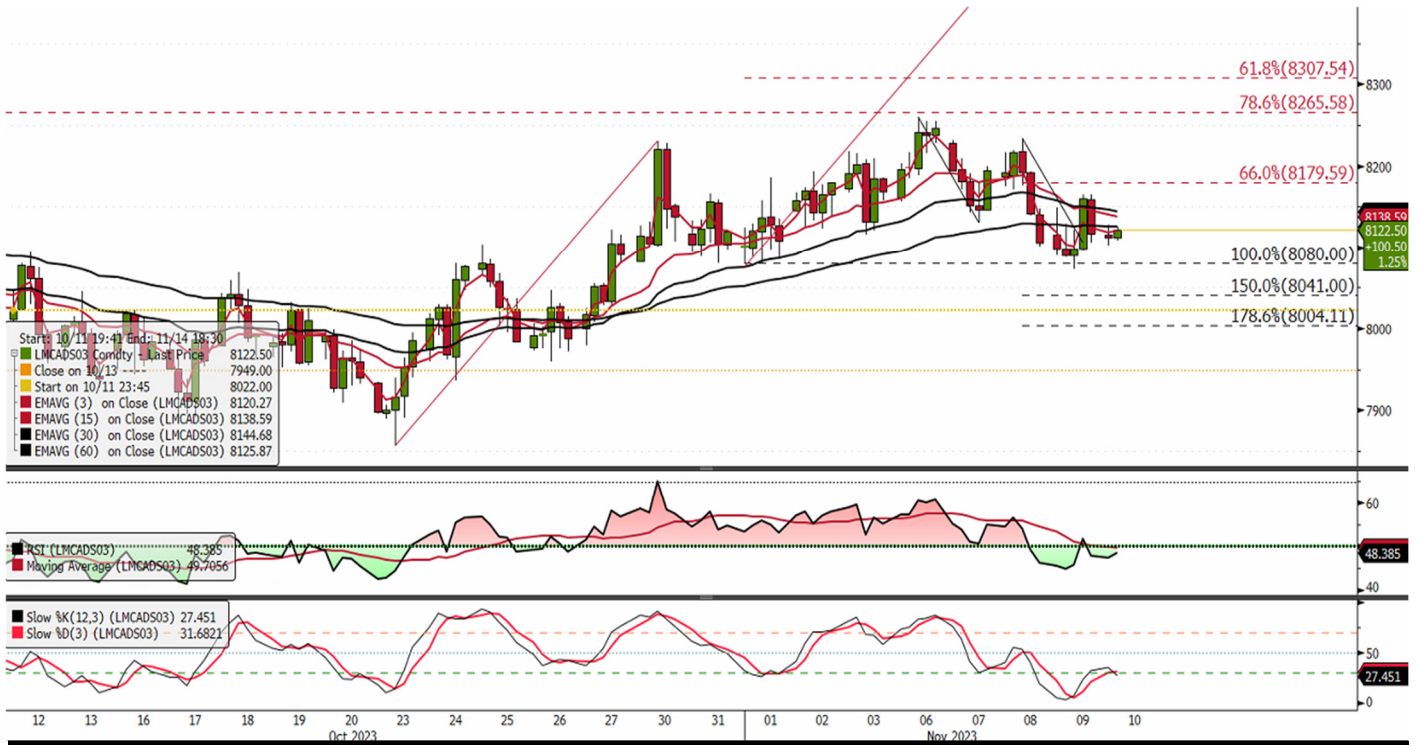 61.8%(8307.54)
8300
78.6%(8265.58)
8200
66.0%(8179.59)
8138.59
8122.50
+100.50
1.25%
100.0%(8080.00)
150.0%(8041.00)
178.6%(8004.11)
8000
7900
Start: 10/11 19:41 End: 11/14 18:30
LMCADS03 Comdty - Last Price 8122.50
Close on 10/13 ---- 7949.00
Start on 10/11 23:45 8022.00
EMAVG (3) on Close (LMCADS03) 8120.27
EMAVG (15) on Close (LMCADS03) 8138.59
EMAVG (30) on Close (LMCADS03) 8144.68
EMAVG (60) on Close (LMCADS03) 8125.87
60
RSI (LMCADS03) 48.385
Moving Average (LMCADS03) 49.7056
48.385
40
Slow %K(12,3) (LMCADS03) 27.451
Slow %D(3) (LMCADS03) 31.6821
50
27.451
0
12 13 16 17 18 19 20 23 24 25 26 27 30 31 01 02 03 06 07 08 09 10
Oct 2023 Nov 2023